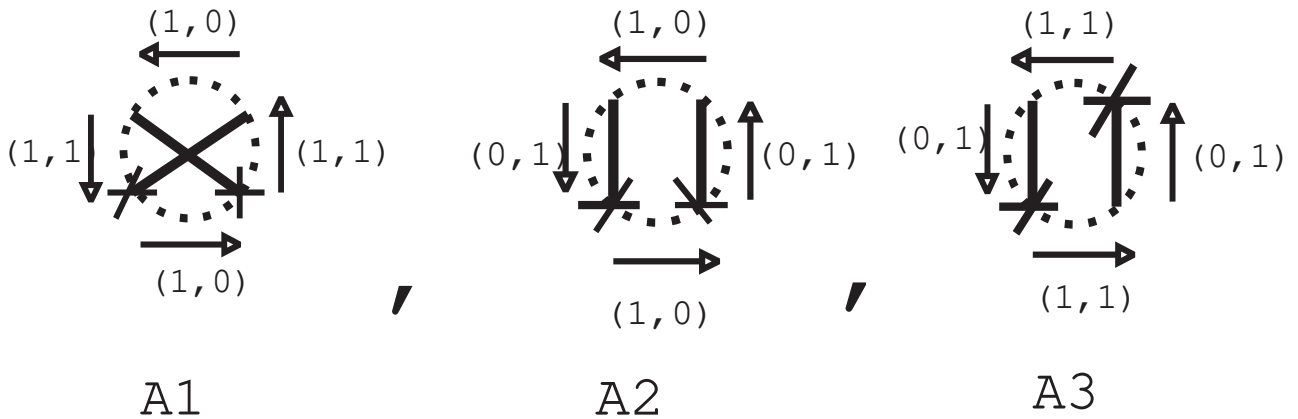 (1,0) (1,0) (1,1)
(1,1) (1,1) (0,1) (0,1) (0,1) (0,1)
(1,0) , (1,0) , (1,1)
A1 A2 A3